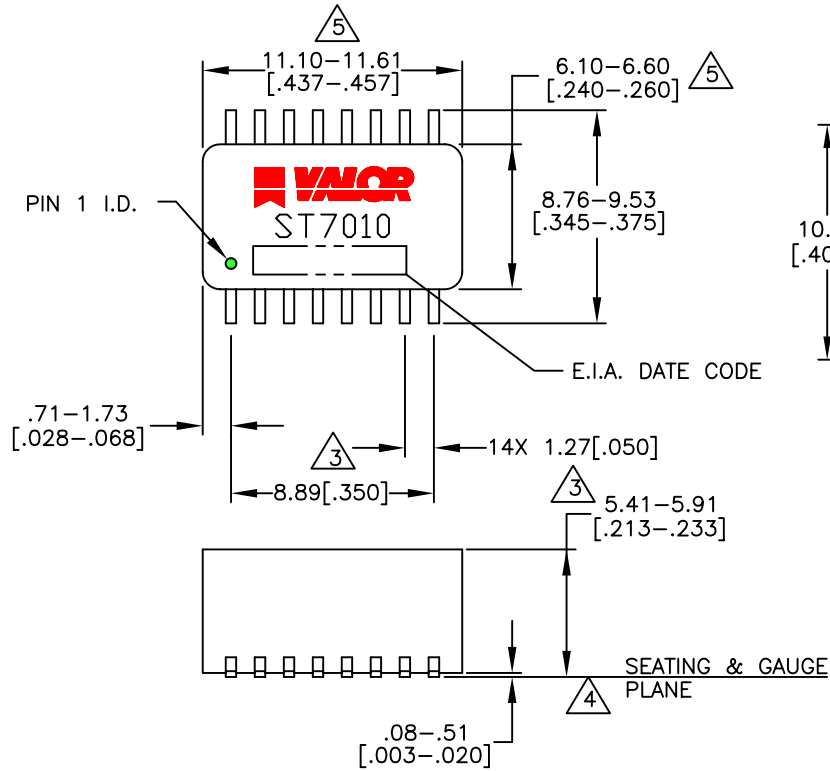 5
11.10–11.61
[.437–.457]
6.10–6.60
[.240–.260]
5
PIN 1 I.D.
VALOR
ST7010
8.76–9.53
[.345–.375]
10.
[.40
E.I.A. DATE CODE
.71–1.73
[.028–.068]
3
14X 1.27[.050]
8.89[.350]
3
5.41–5.91
[.213–.233]
SEATING & GAUGE
PLANE
4
.08–.51
[.003–.020]